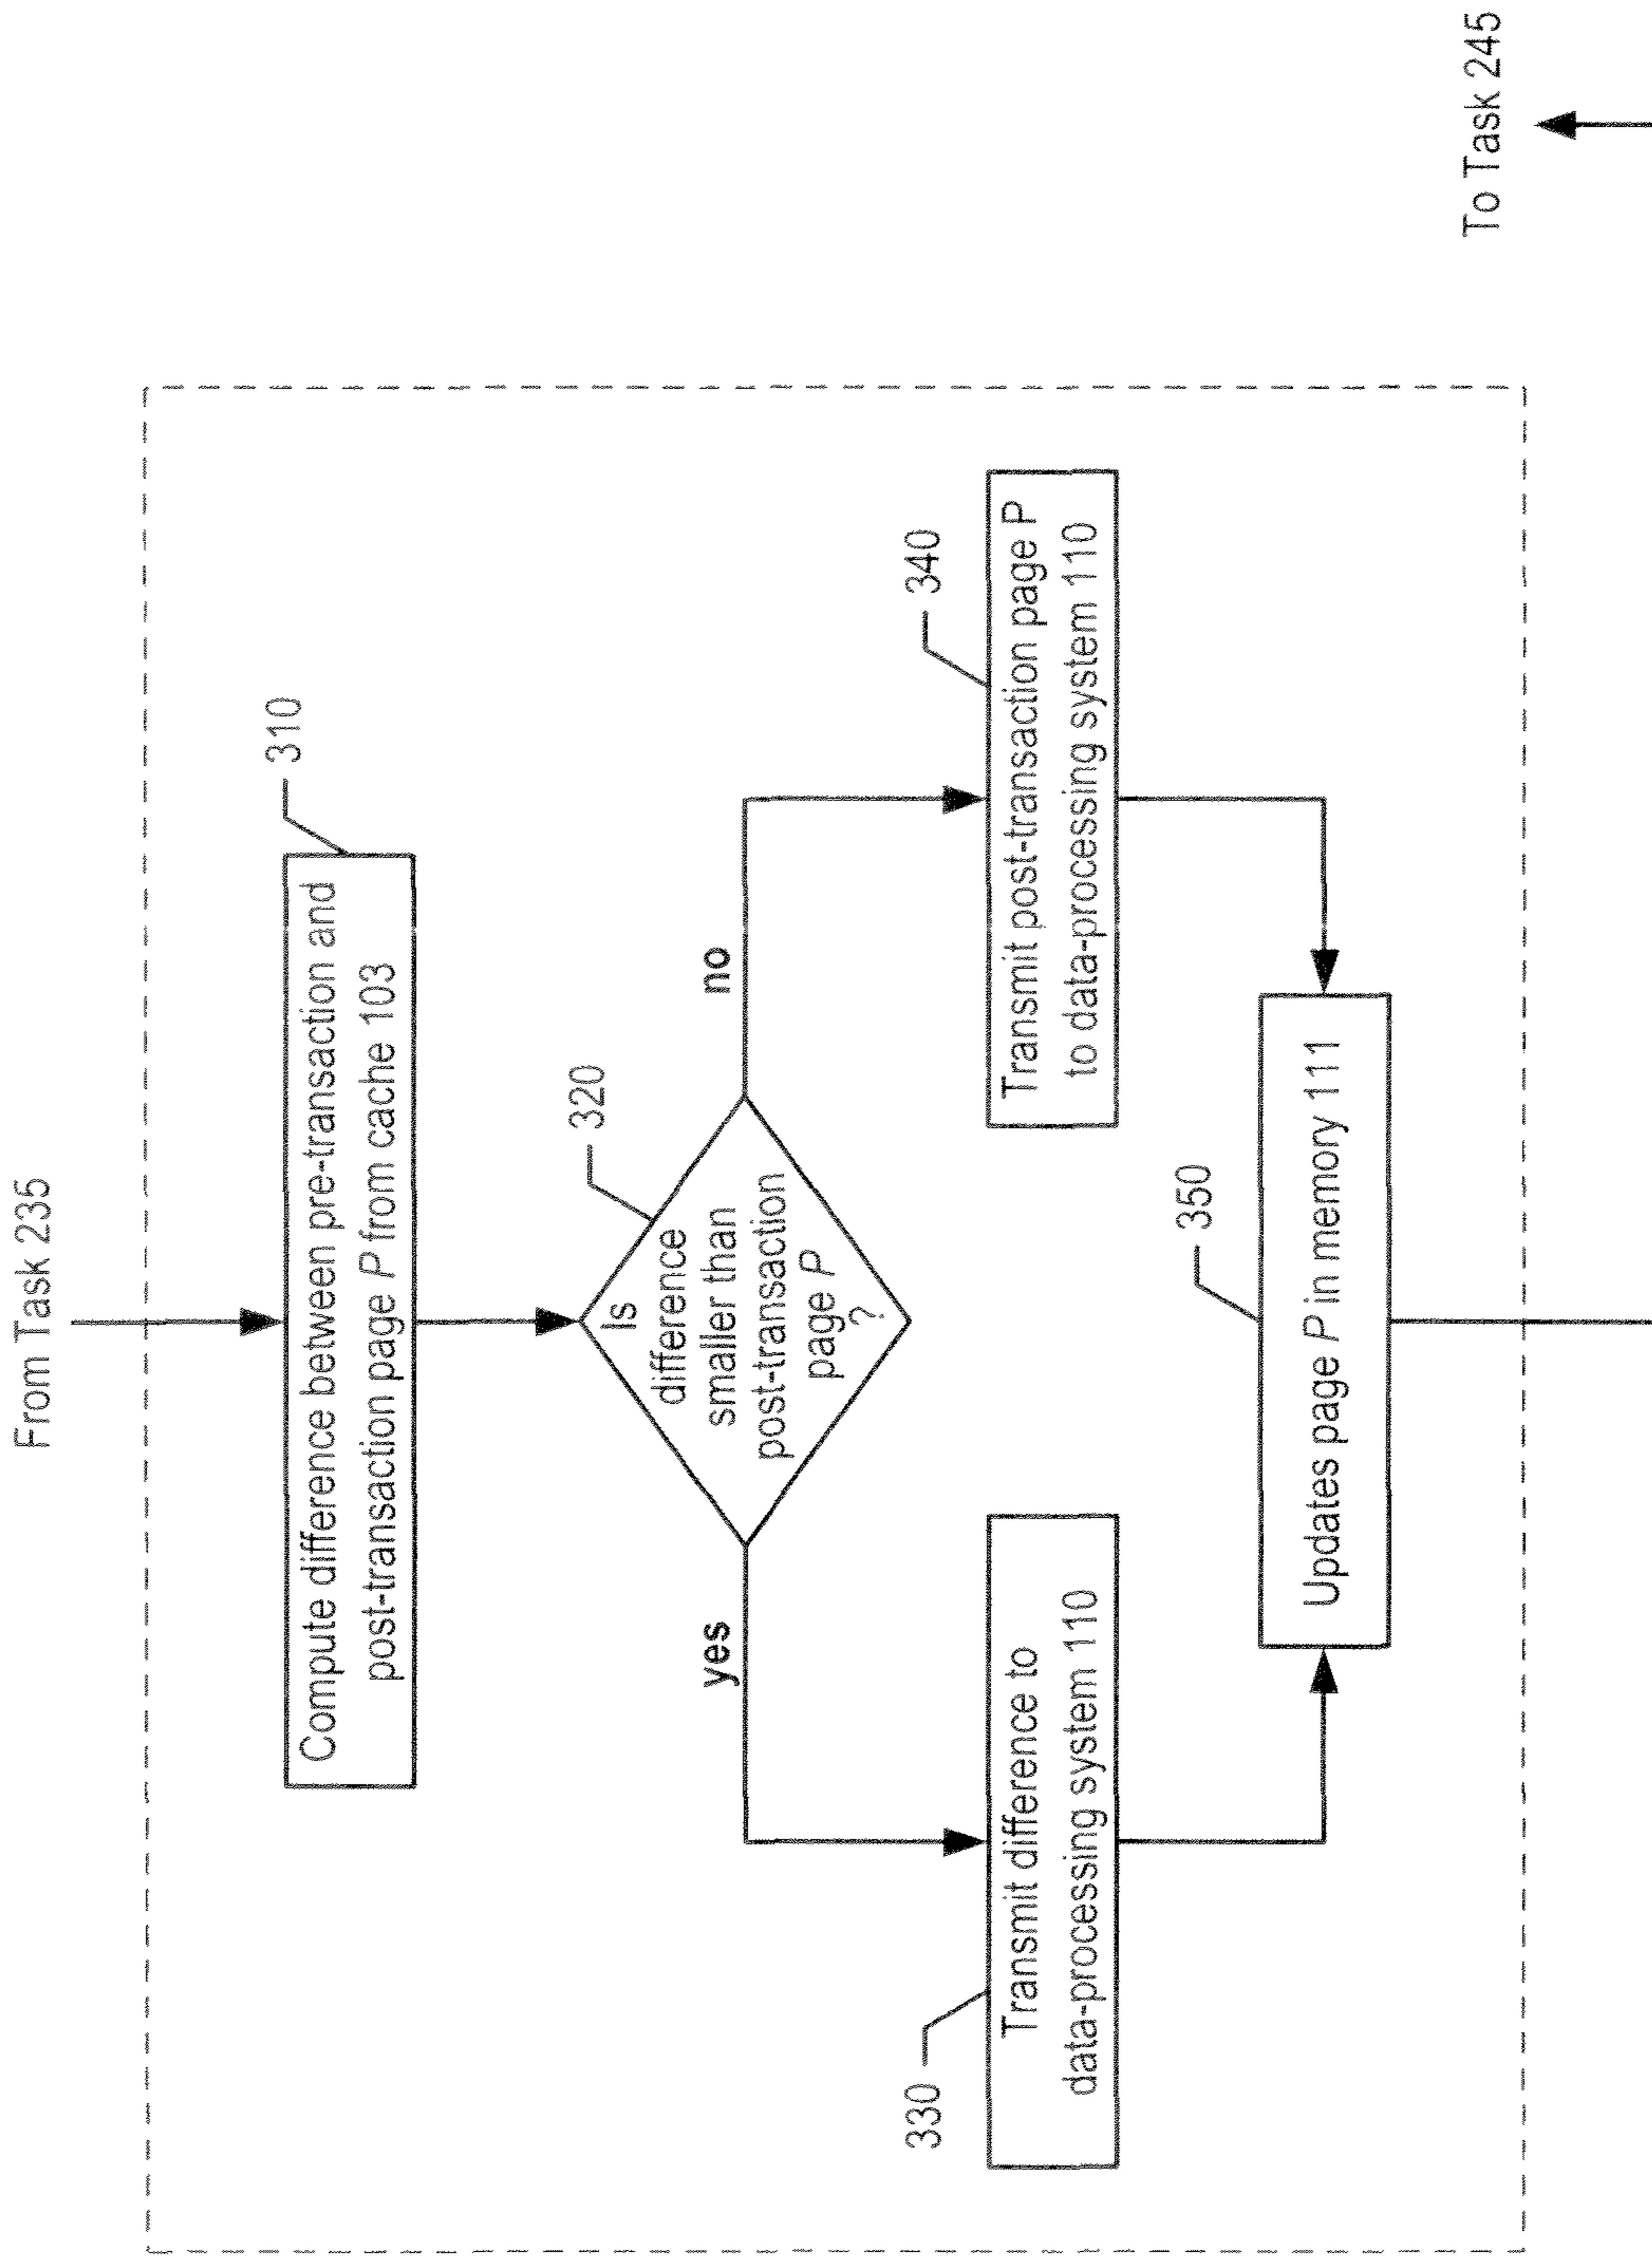 From Task 235
310
Compute difference between pre-transaction and
post-transaction page P from cache 103
320
Is
difference
smaller than
post-transaction
page P
?
yes
no
330
Transmit difference to
data-processing system 110
340
Transmit post-transaction page P
to data-processing system 110
350
Updates page P in memory 111
To Task 245